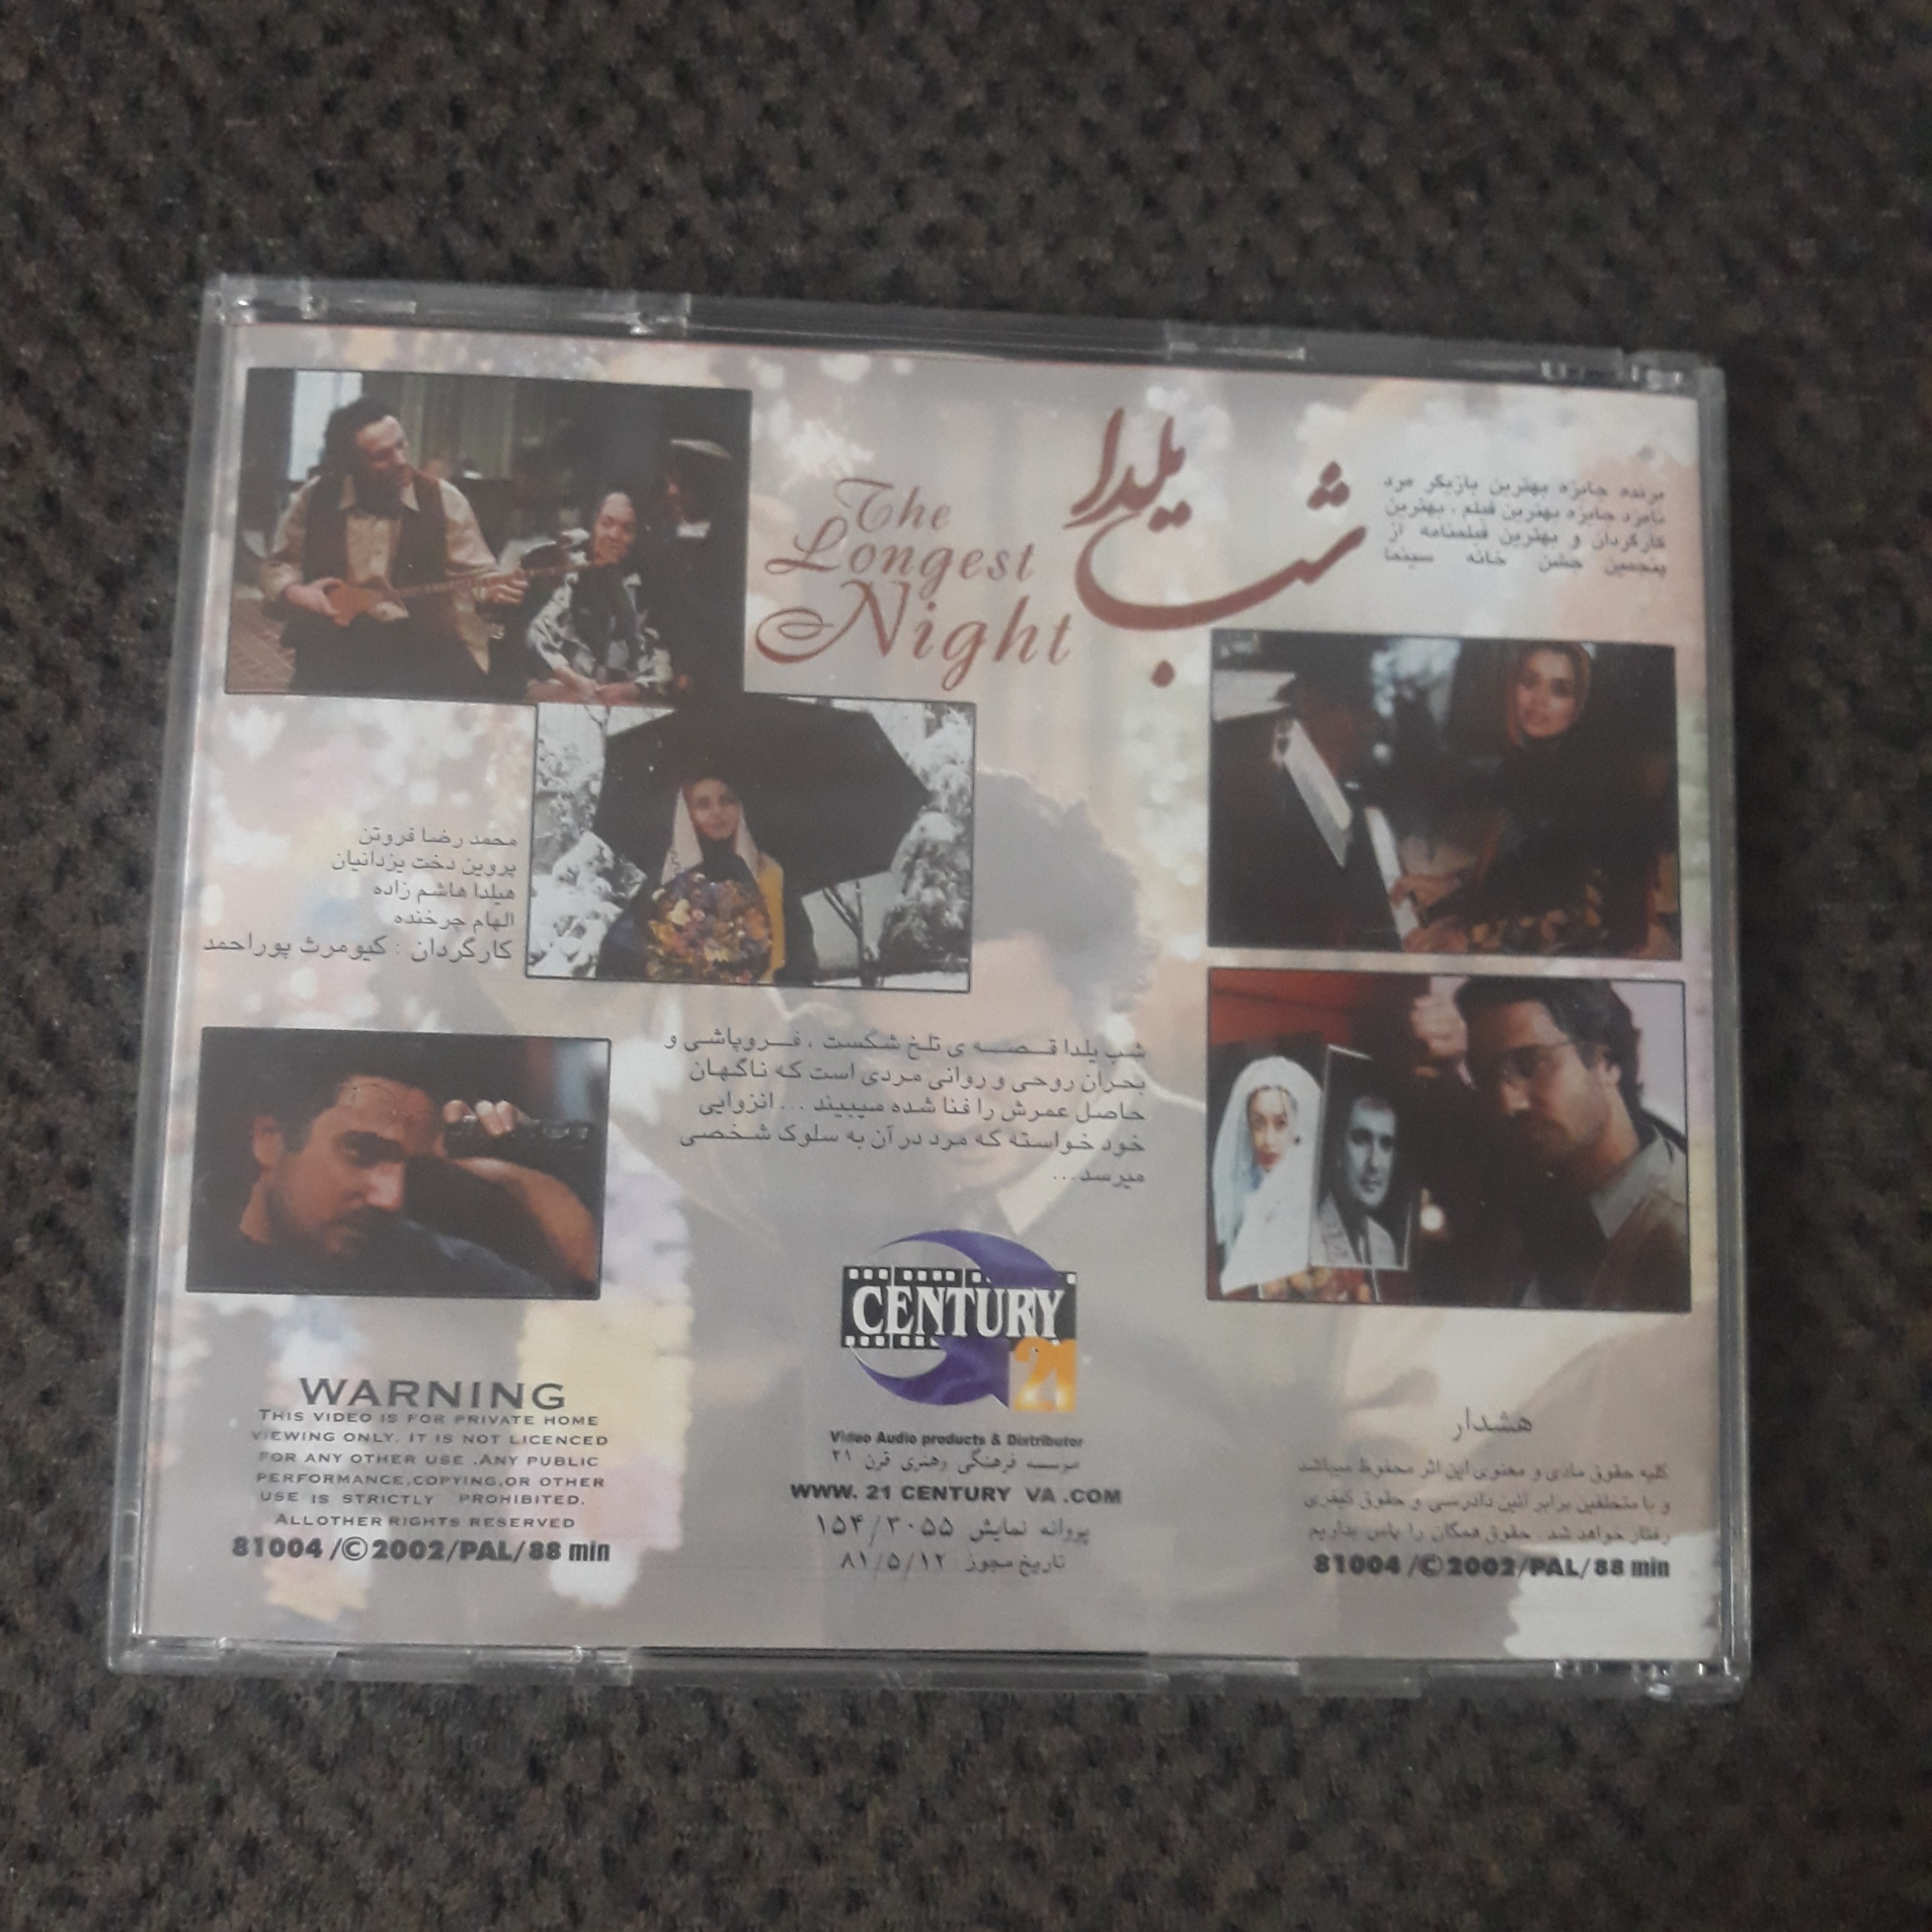 شب یلدا
The
Longest
Night
برنده جایزه بهترین بازیگر مرد
نامزد جایزه بهترین فیلم ، بهترین
کارگردان و بهترین فیلمنامه از
پنجمین جشن خانه سینما
محمد رضا فروتن
پروین دخت یزدانیان
هیلدا هاشم زاده
الهام چرخنده
کارگردان : کیومرث پوراحمد
شب یلدا قصه ی تلخ شکست ، فروپاشی و
بحران روحی و روانی مردی است که ناگهان
حاصل عمرش را فنا شده میبیند ... انزوایی
خود خواسته که مرد در آن به سلوک شخصی
میرسد ...
CENTURY
21
Video Audio products & Distributor
موسسه فرهنگی وهنری قرن ۲۱
WWW. 21 CENTURY VA .COM
پروانه نمایش ۱۵۴/۳۰۵۵
تاریخ مجوز ۸۱/۵/۱۲
WARNING
THIS VIDEO IS FOR PRIVATE HOME
VIEWING ONLY. IT IS NOT LICENCED
FOR ANY OTHER USE .ANY PUBLIC
PERFORMANCE,COPYING,OR OTHER
USE IS STRICTLY PROHIBITED.
ALLOTHER RIGHTS RESERVED
81004 /©2002/PAL/88 min
هشدار
کلیه حقوق مادی و معنوی این اثر محفوظ میباشد
و با متخلفین برابر آئین دادرسی و حقوق کیفری
رفتار خواهد شد . حقوق همگان را پاس بداریم
81004 /©2002/PAL/88 min